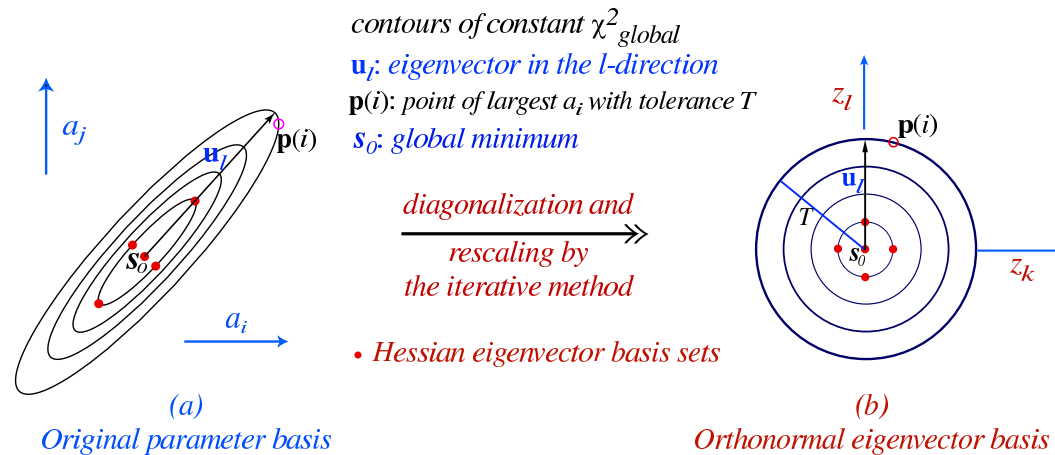 contours of constant χ²global
uₗ: eigenvector in the l-direction
p(i): point of largest aᵢ with tolerance T
s₀: global minimum
aⱼ
p(i)
uₗ
s₀
aᵢ
(a)
Original parameter basis
diagonalization and
rescaling by
the iterative method
• Hessian eigenvector basis sets
zₗ
p(i)
uₗ
T
s₀
zₖ
(b)
Orthonormal eigenvector basis